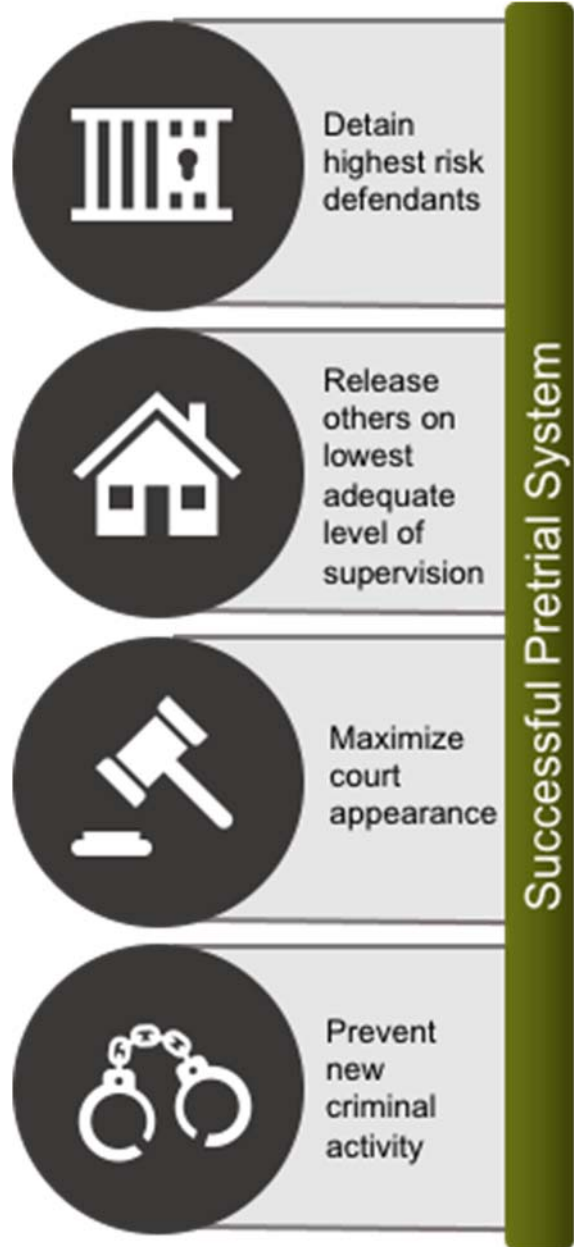 Detain
highest risk
defendants
Release
others on
lowest
adequate
level of
supervision
Maximize
court
appearance
Prevent
new
criminal
activity
Successful Pretrial System